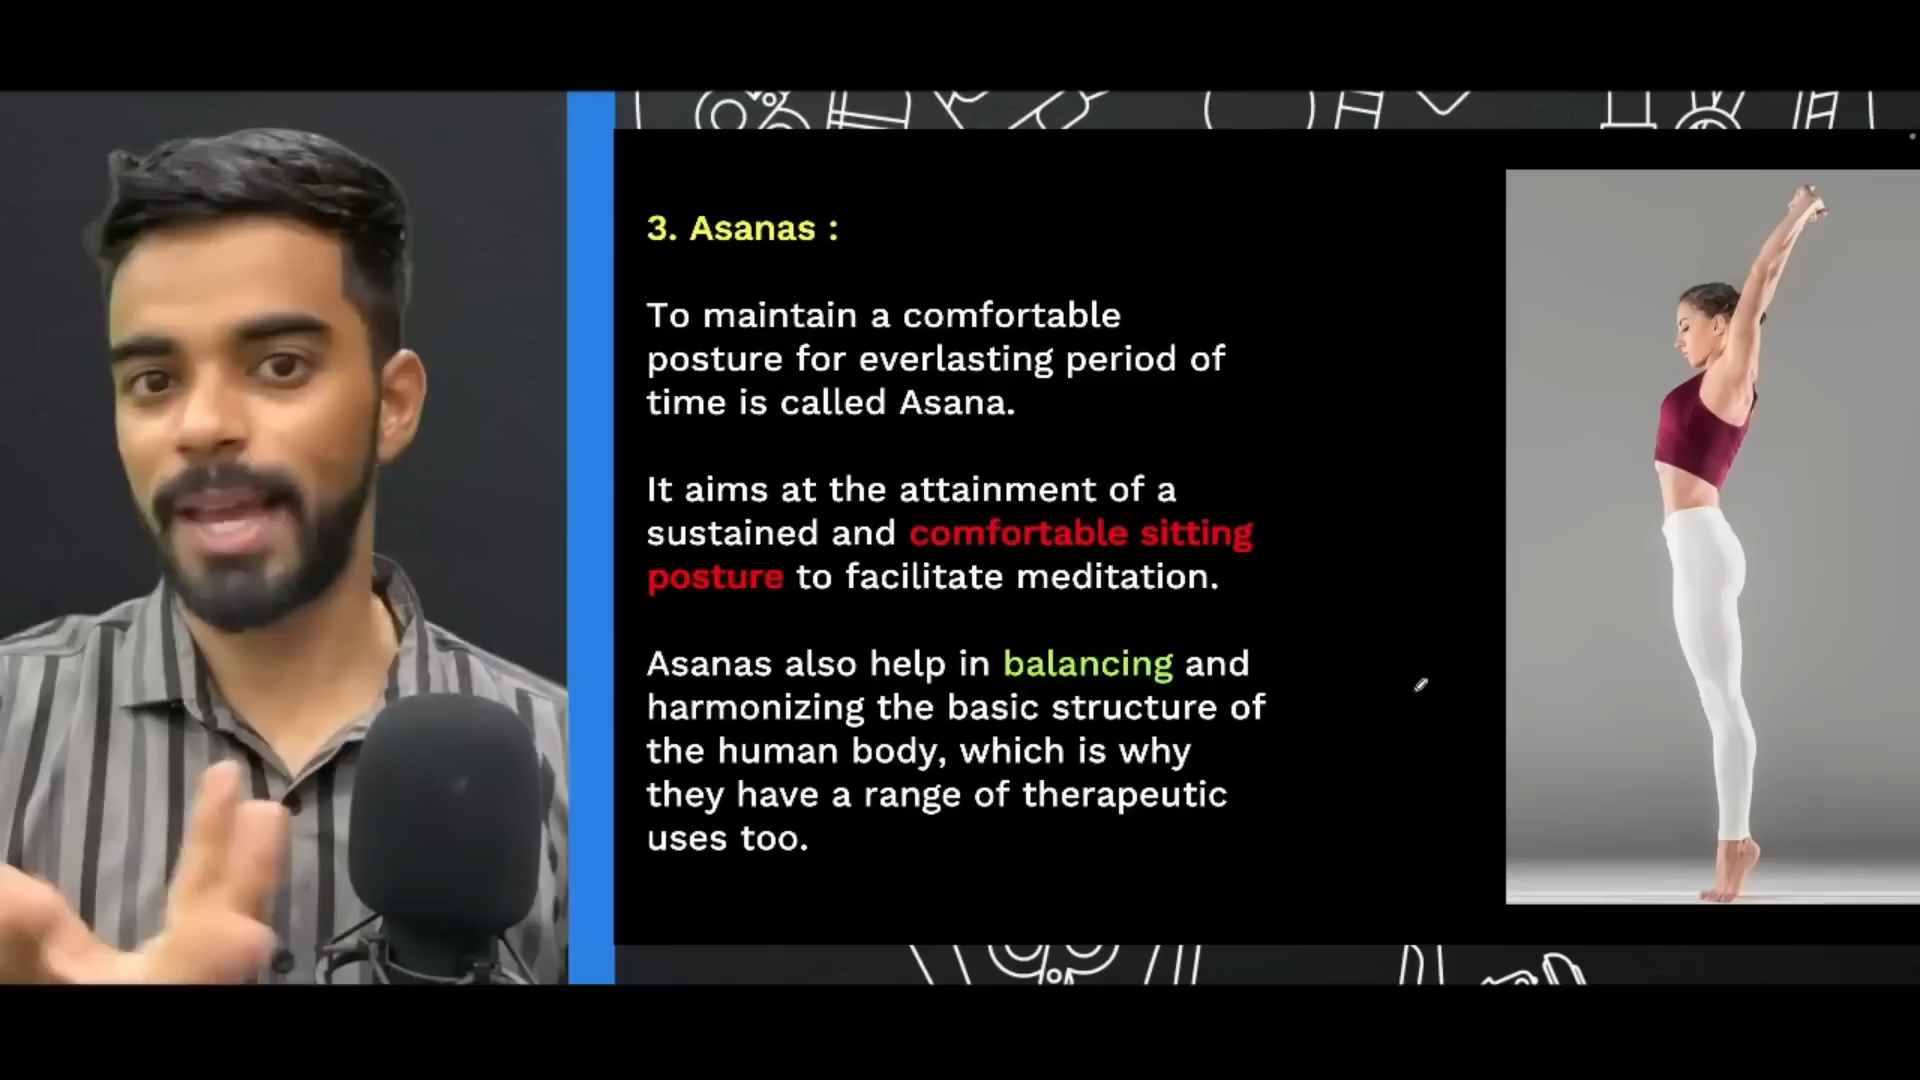 3. Asanas :
To maintain a comfortable
posture for everlasting period of
time is called Asana.
It aims at the attainment of a
sustained and comfortable sitting
posture to facilitate meditation.
Asanas also help in balancing and
harmonizing the basic structure of
the human body, which is why
they have a range of therapeutic
uses too.